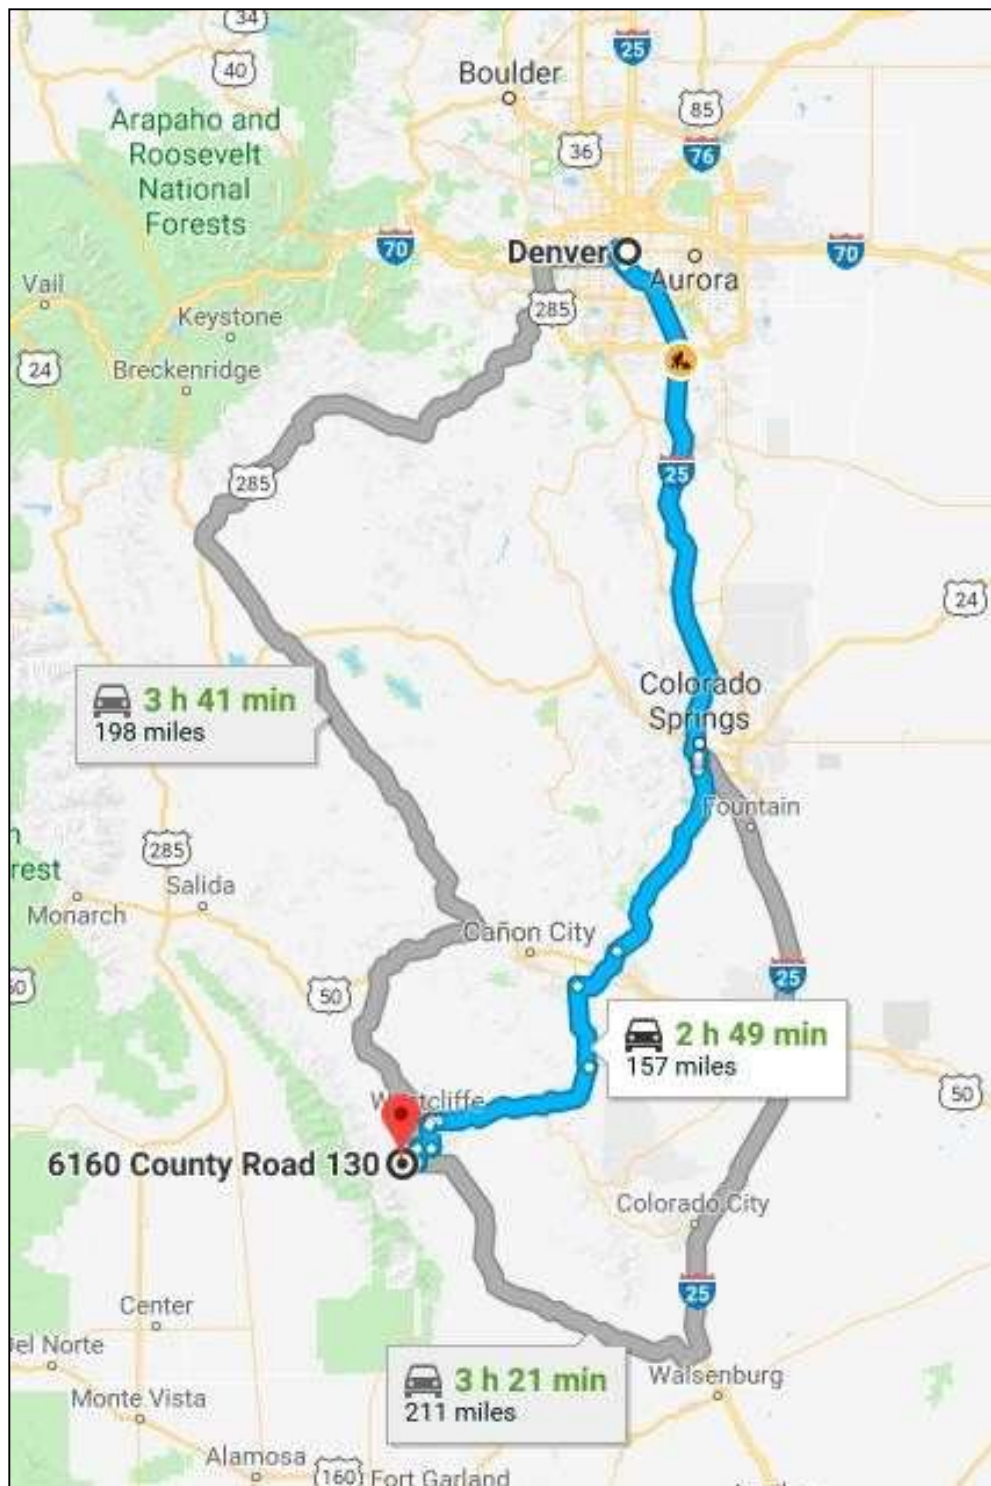 34
25
40
Boulder
85
Arapaho and
Roosevelt
National
Forests
36
76
70
Denver
70
Aurora
Vail
285
Keystone
24
Breckenridge
25
285
24
Colorado
Springs
3 h 41 min
198 miles
Fountain
285
rest
Salida
Monarch
Cañon City
50
25
2 h 49 min
157 miles
50
Westcliffe
6160 County Road 130
Colorado City
25
Center
el Norte
3 h 21 min
211 miles
Walsenburg
Monte Vista
Alamosa
160
Fort Garland